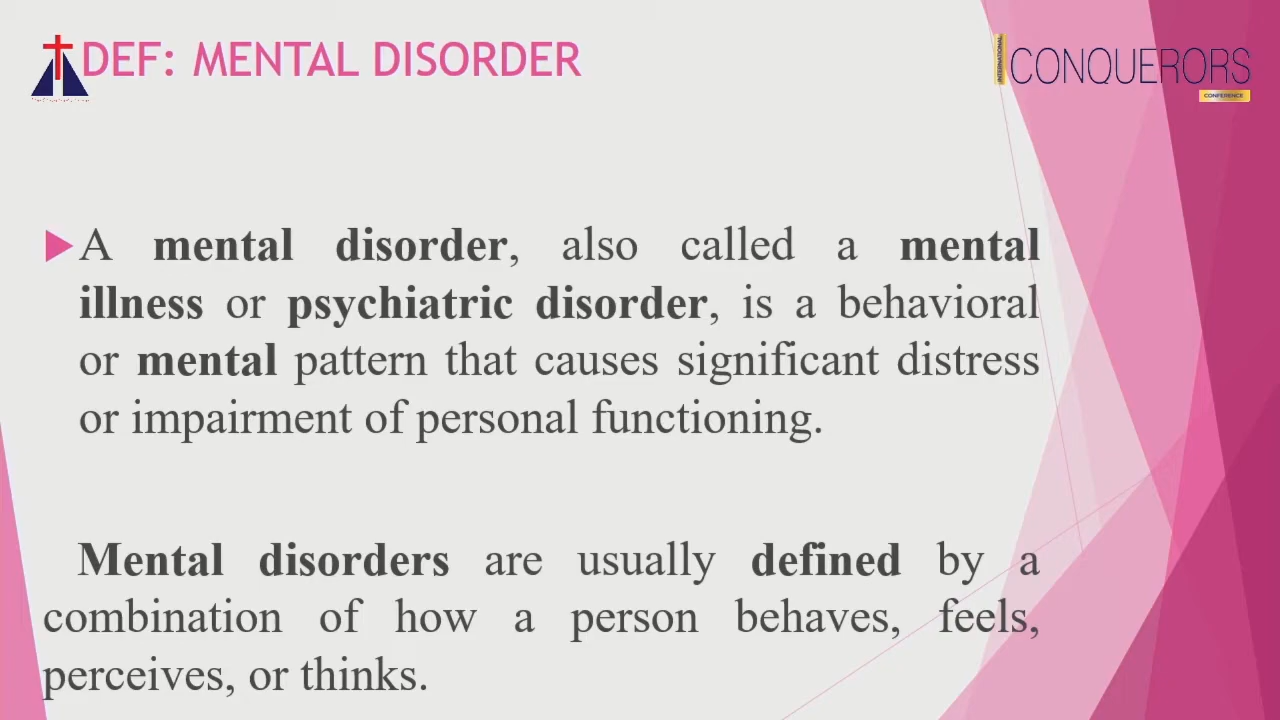 DEF: MENTAL DISORDER
INTERNATIONAL
CONQUERORS
CONFERENCE
A mental disorder, also called a mental
illness or psychiatric disorder, is a behavioral
or mental pattern that causes significant distress
or impairment of personal functioning.
Mental disorders are usually defined by a
combination of how a person behaves, feels,
perceives, or thinks.